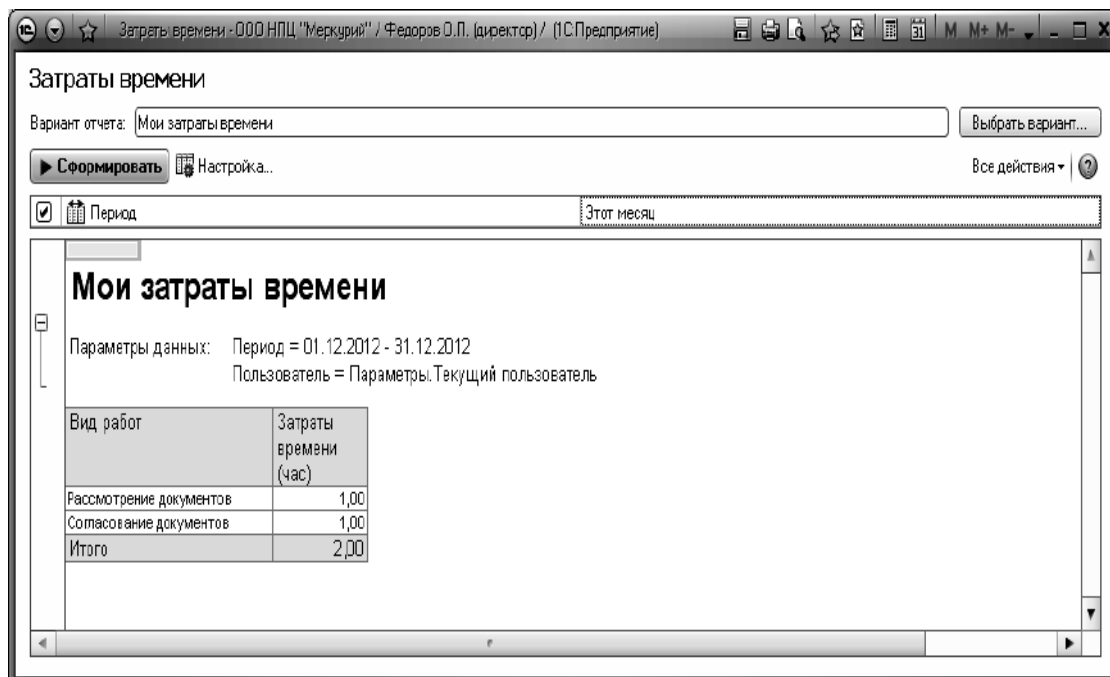 1С Затраты времени - ООО НПЦ "Меркурий" / Федоров О.П. (директор) / (1С:Предприятие) 31 M M+ M-
Затраты времени
Вариант отчета: Мои затраты времени Выбрать вариант...
Сформировать Настройка... Все действия ?
Период Этот месяц
Мои затраты времени
Параметры данных: Период = 01.12.2012 - 31.12.2012
Пользователь = Параметры.Текущий пользователь
Вид работ Затраты
времени
(час)
Рассмотрение документов 1,00
Согласование документов 1,00
Итого 2,00